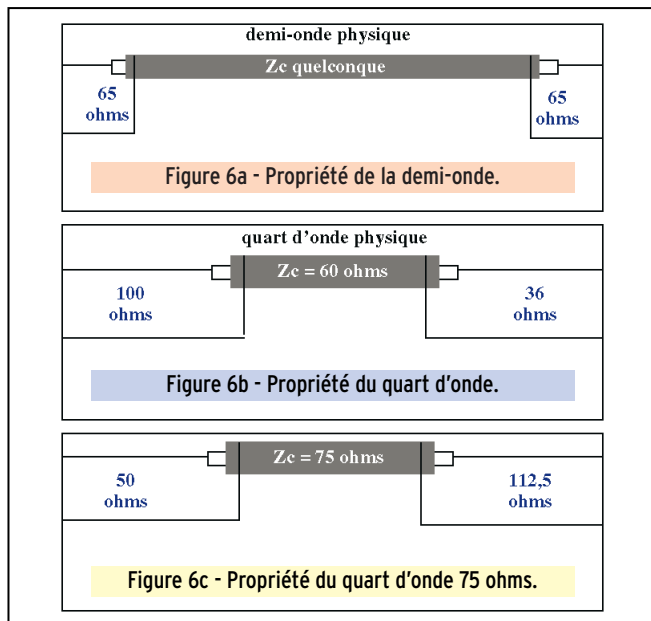 demi-onde physique
Zc quelconque
65
ohms
65
ohms
Figure 6a - Propriété de la demi-onde.
quart d'onde physique
Zc = 60 ohms
100
ohms
36
ohms
Figure 6b - Propriété du quart d'onde.
Zc = 75 ohms
50
ohms
112,5
ohms
Figure 6c - Propriété du quart d'onde 75 ohms.